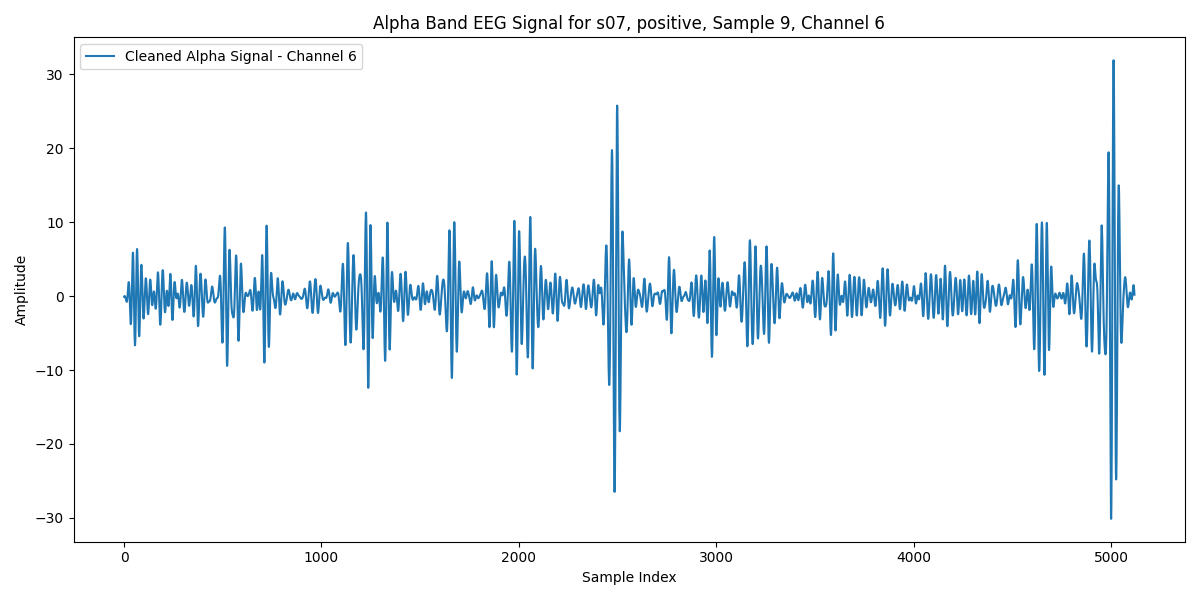 Alpha Band EEG Signal for s07, positive, Sample 9, Channel 6
Cleaned Alpha Signal - Channel 6
30
20
10
0
−10
−20
−30
Amplitude
0 1000 2000 3000 4000 5000
Sample Index